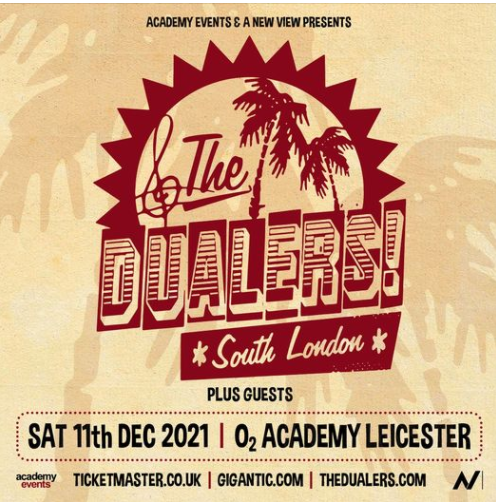 ACADEMY EVENTS & A NEW VIEW PRESENTS
The
DUALERS!
* South London *
PLUS GUESTS
SAT 11th DEC 2021 | O₂ ACADEMY LEICESTER
academy
events
TICKETMASTER.CO.UK | GIGANTIC.COM | THEDUALERS.COM